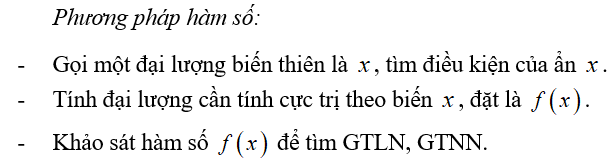 Phương pháp hàm số:
- Gọi một đại lượng biến thiên là x, tìm điều kiện của ẩn x.
- Tính đại lượng cần tính cực trị theo biến x, đặt là f(x).
- Khảo sát hàm số f(x) để tìm GTLN, GTNN.